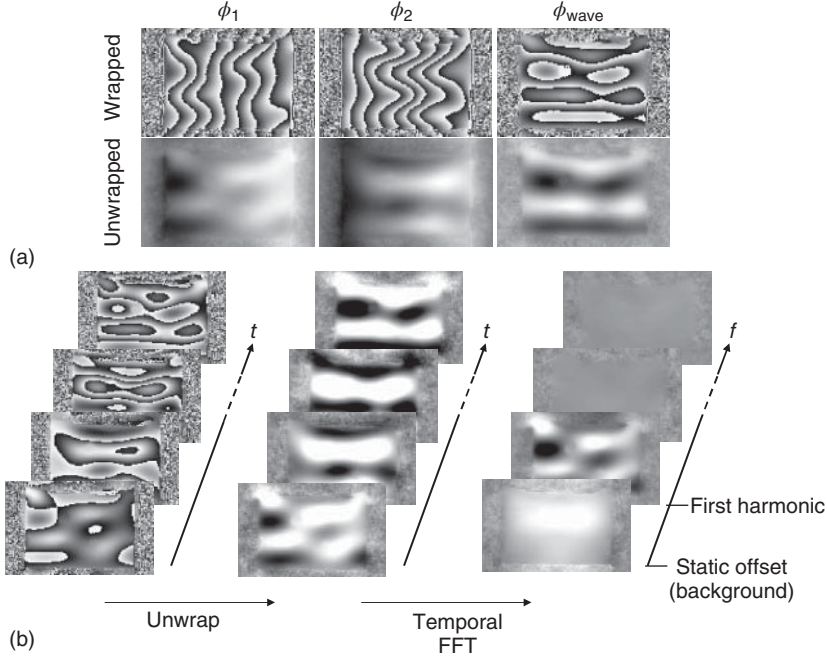 ϕ1 ϕ2 ϕwave
Wrapped
Unwrapped
(a)
t t f
First harmonic
Static offset
(background)
Unwrap
Temporal
FFT
(b)